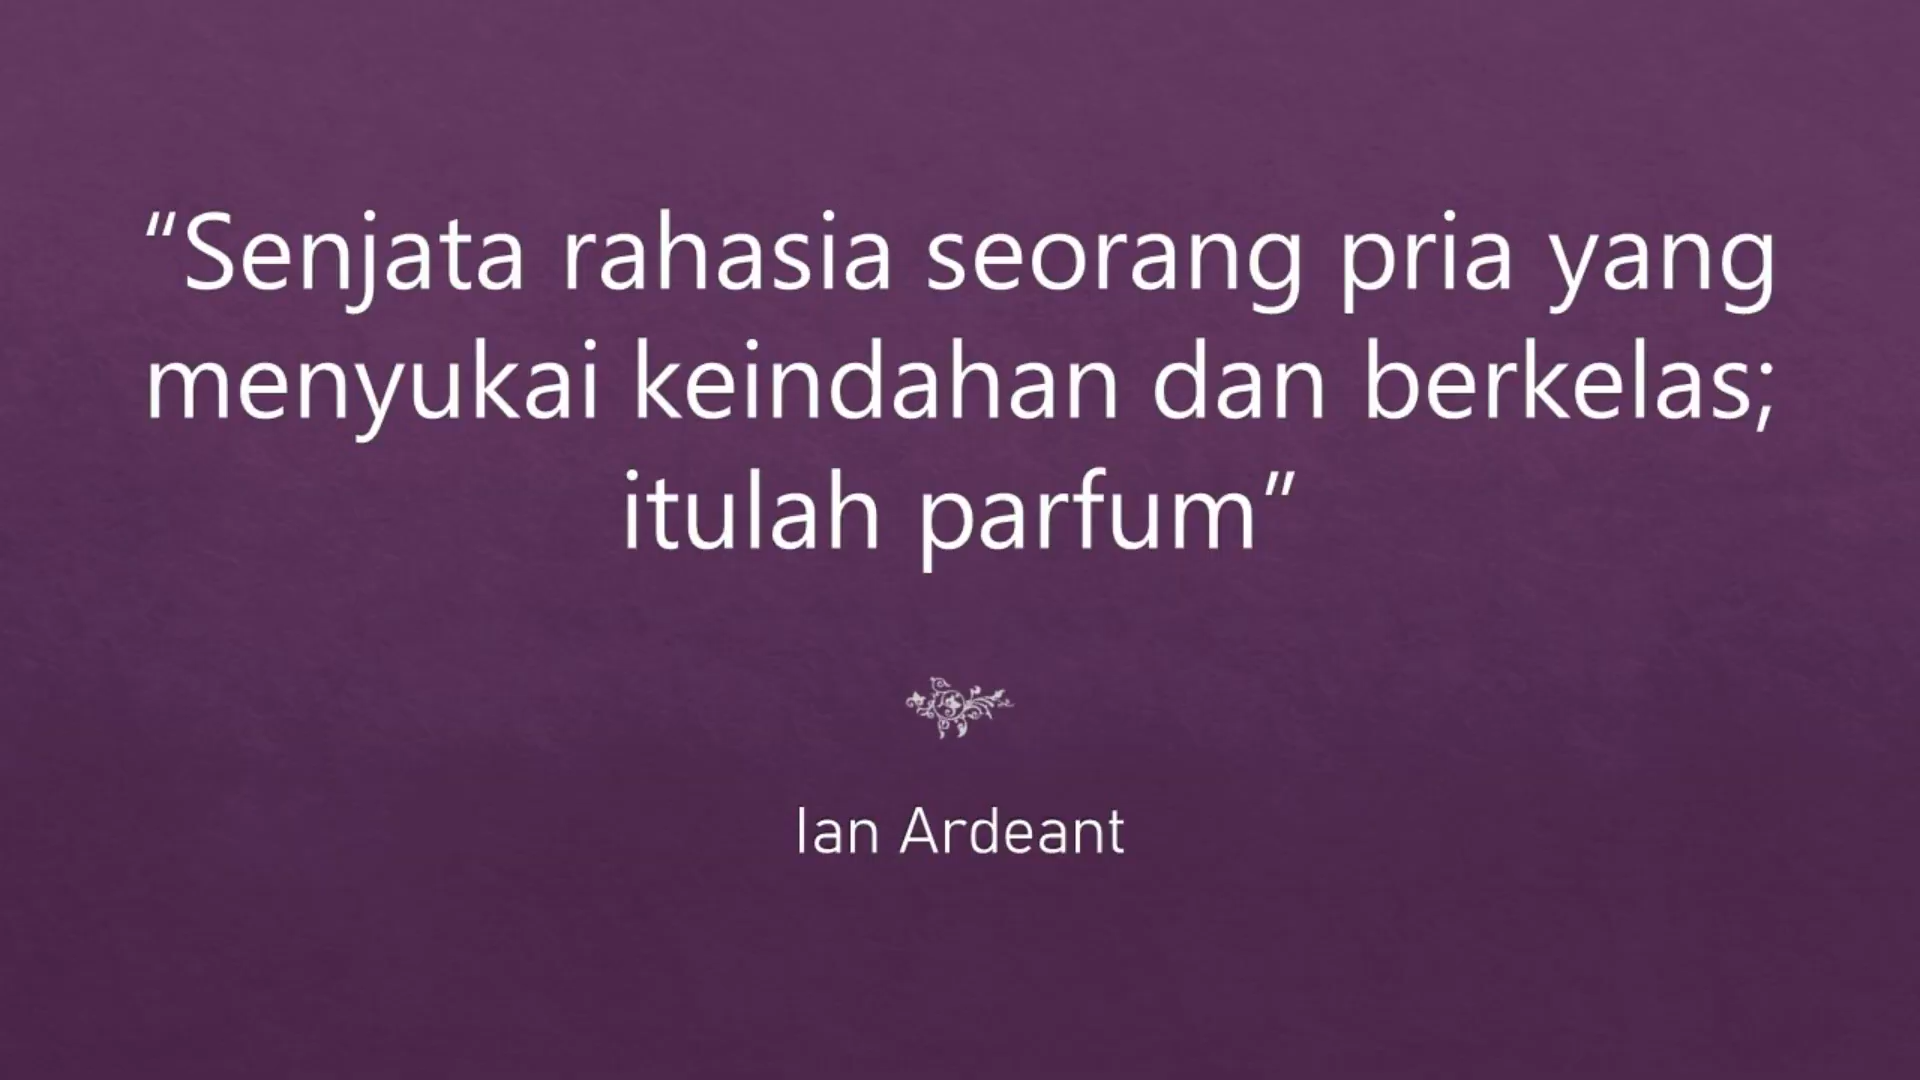 “Senjata rahasia seorang pria yang
menyukai keindahan dan berkelas;
itulah parfum”
Ian Ardeant